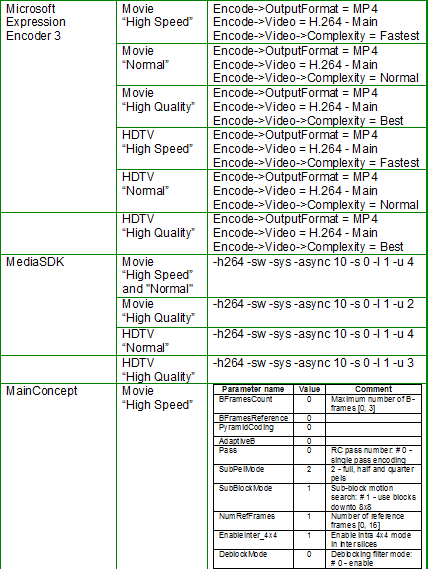 Microsoft Expression Encoder 3
Movie
“High Speed”
Encode->OutputFormat = MP4
Encode->Video = H.264 - Main
Encode->Video->Complexity = Fastest
Movie
“Normal”
Encode->OutputFormat = MP4
Encode->Video = H.264 - Main
Encode->Video->Complexity = Normal
Movie
“High Quality”
Encode->OutputFormat = MP4
Encode->Video = H.264 - Main
Encode->Video->Complexity = Best
HDTV
“High Speed”
Encode->OutputFormat = MP4
Encode->Video = H.264 - Main
Encode->Video->Complexity = Fastest
HDTV
“Normal”
Encode->OutputFormat = MP4
Encode->Video = H.264 - Main
Encode->Video->Complexity = Normal
HDTV
“High Quality”
Encode->OutputFormat = MP4
Encode->Video = H.264 - Main
Encode->Video->Complexity = Best
MediaSDK
Movie
“High Speed”
and "Normal”
-h264 -sw -sys -async 10 -s 0 -l 1 -u 4
Movie
“High Quality”
-h264 -sw -sys -async 10 -s 0 -l 1 -u 2
HDTV
“Normal”
-h264 -sw -sys -async 10 -s 0 -l 1 -u 4
HDTV
“High Quality”
-h264 -sw -sys -async 10 -s 0 -l 1 -u 3
MainConcept
Movie
“High Speed”
Parameter name Value Comment
BFramesCount 0 Maximum number of B-
frames [0, 3]
BFramesReference 0
PyramidCoding 0
AdaptiveB 0
Pass 0 RC pass number: # 0 -
single pass encoding
SubPelMode 2 2 - full, half and quarter
pels
SubBlockMode 1 Sub-block motion
search: # 1 - use blocks
downto 8x8
NumRefFrames 1 Number of reference
frames [0, 16]
EnableInter_4x4 1 Enable Intra 4x4 mode
in Inter slices
DeblockMode 0 Deblocking filter mode:
# 0 - enable